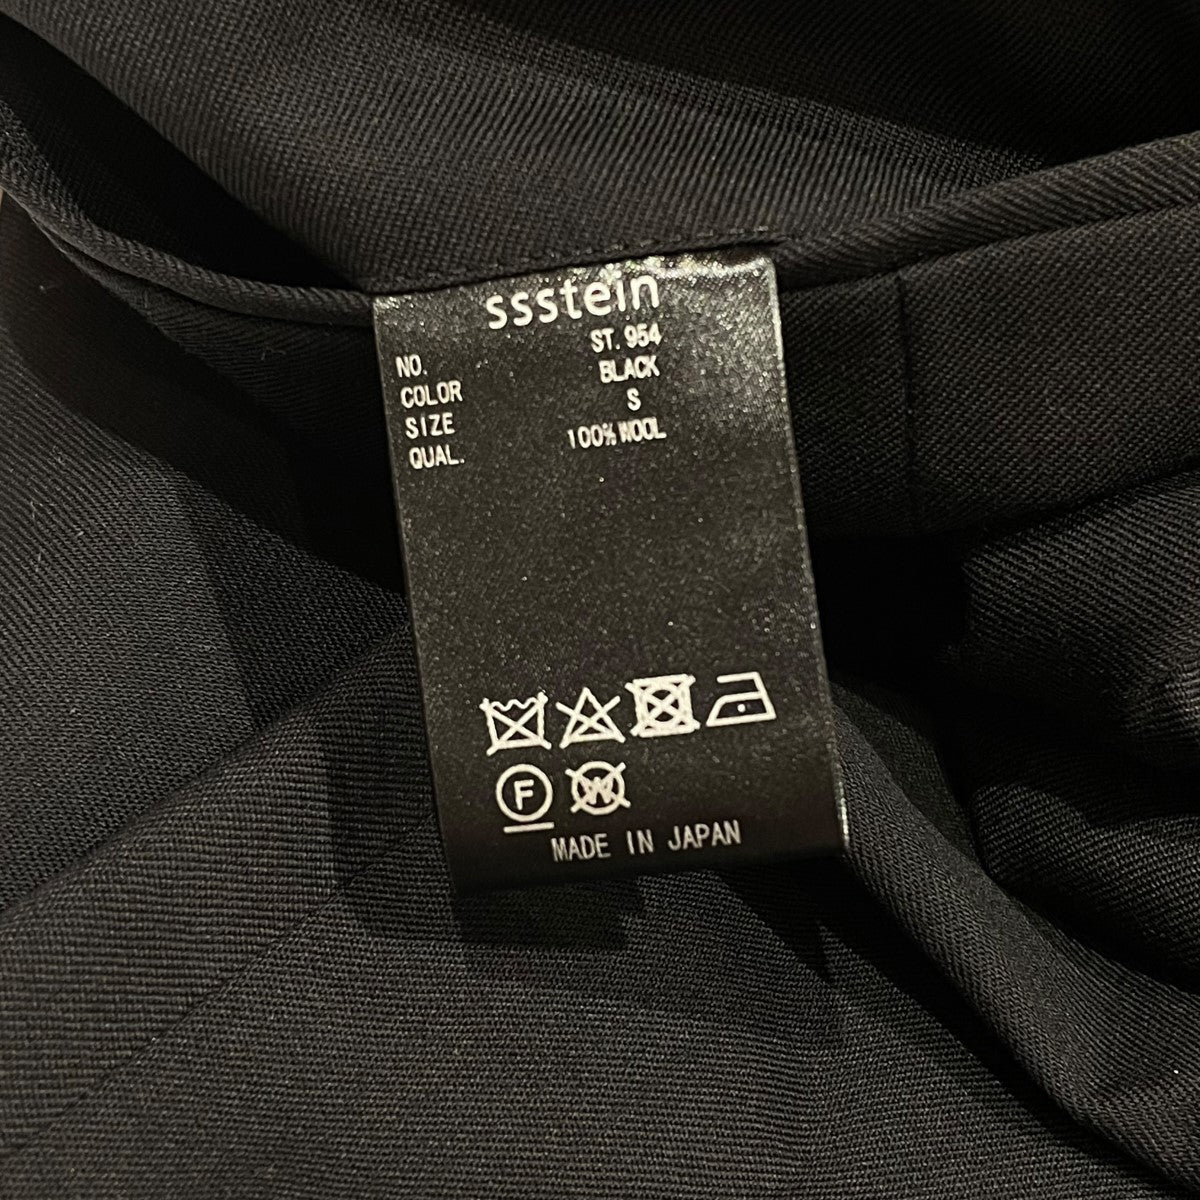 ssstein
NO. ST.954
COLOR BLACK
SIZE S
QUAL. 100% WOOL
F W
MADE IN JAPAN